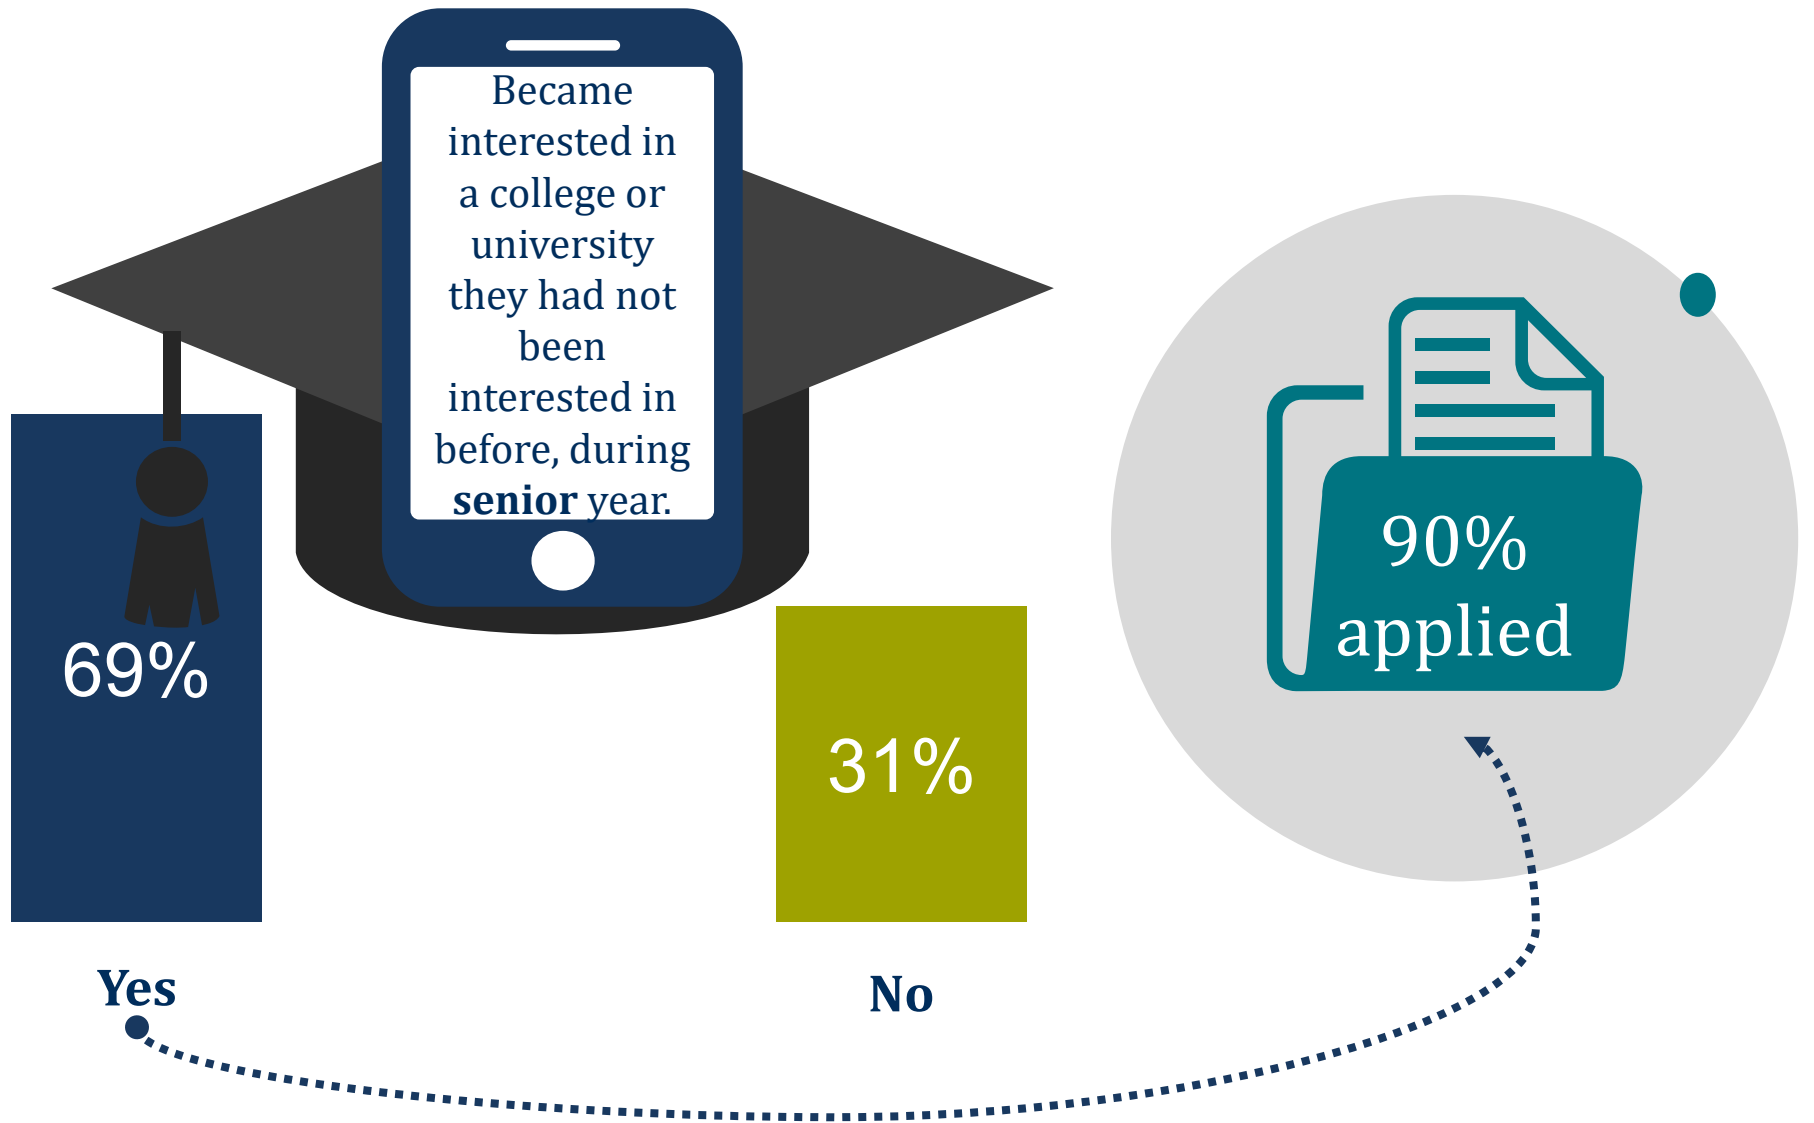 Became
interested in
a college or
university
they had not
been
interested in
before, during
senior year.
69%
31%
90%
applied
Yes
No